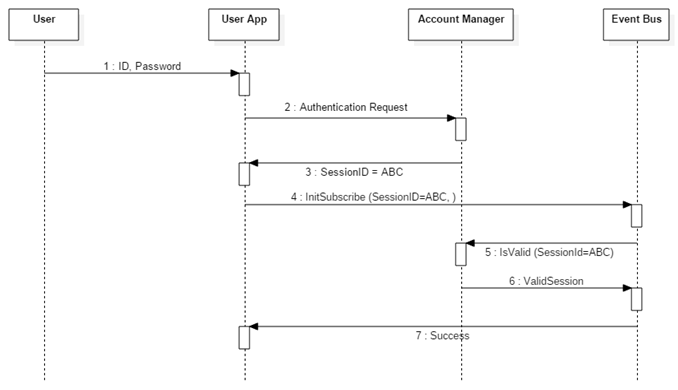 User
User App
Account Manager
Event Bus
1 : ID, Password
2 : Authentication Request
3 : SessionID = ABC
4 : InitSubscribe (SessionID=ABC, )
5 : IsValid (SessionId=ABC)
6 : ValidSession
7 : Success